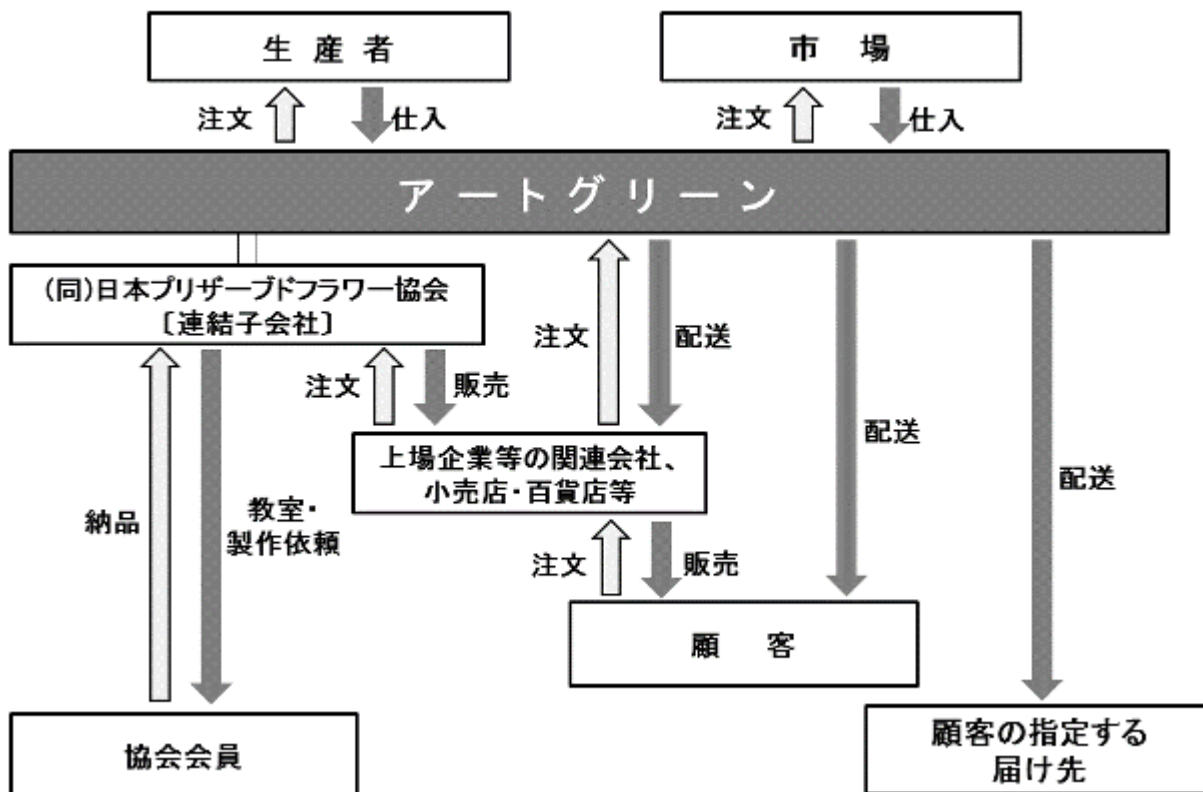 生産者
市場
注文
仕入
注文
仕入
アートグリーン
(同)日本プリザーブドフラワー協会
〔連結子会社〕
注文
配送
注文
販売
配送
配送
上場企業等の関連会社、
小売店・百貨店等
納品
教室・
製作依頼
注文
販売
顧客
協会会員
顧客の指定する
届け先